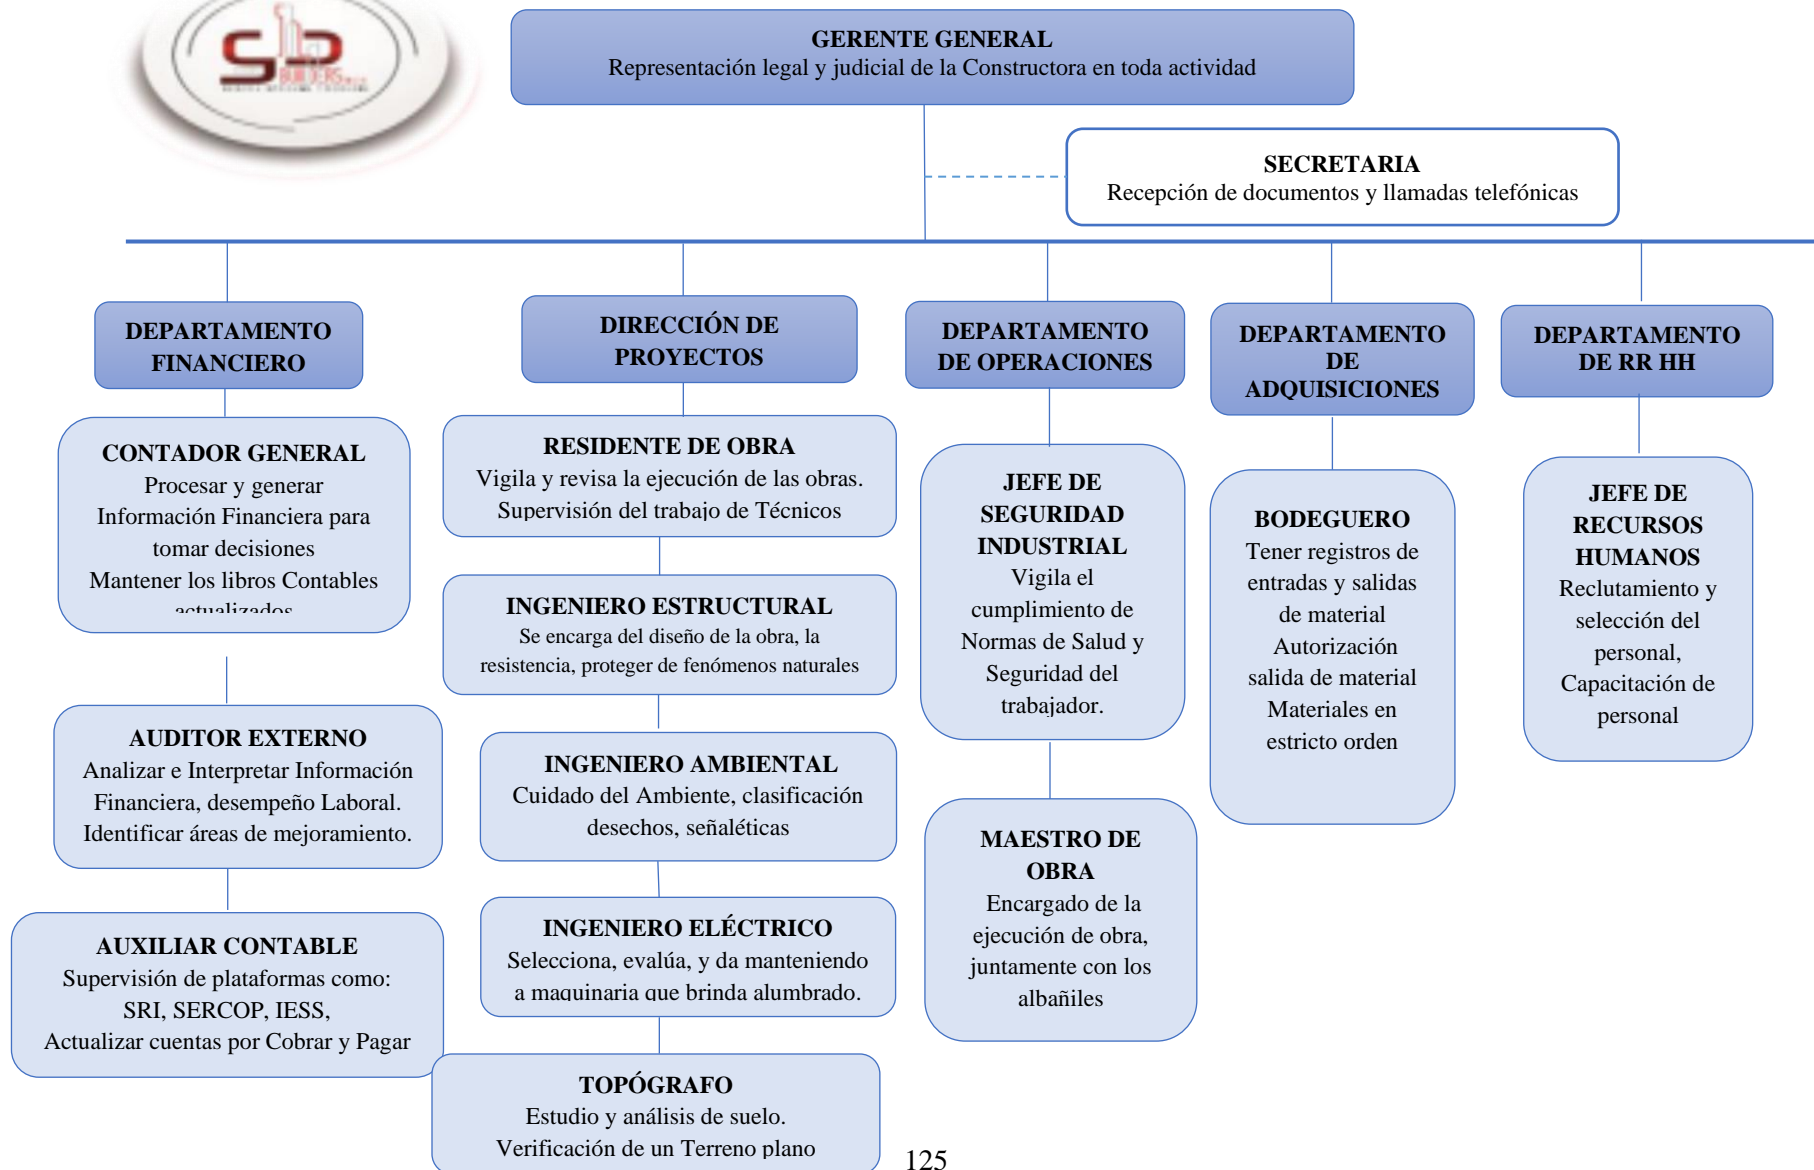 BUILDERS
GERENTE GENERAL
Representación legal y judicial de la Constructora en toda actividad
SECRETARIA
Recepción de documentos y llamadas telefónicas
DEPARTAMENTO
FINANCIERO
CONTADOR GENERAL
Procesar y generar
Información Financiera para
tomar decisiones
Mantener los libros Contables
actualizados
AUDITOR EXTERNO
Analizar e Interpretar Información
Financiera, desempeño Laboral.
Identificar áreas de mejoramiento.
AUXILIAR CONTABLE
Supervisión de plataformas como:
SRI, SERCOP, IESS,
Actualizar cuentas por Cobrar y Pagar
DIRECCIÓN DE
PROYECTOS
RESIDENTE DE OBRA
Vigila y revisa la ejecución de las obras.
Supervisión del trabajo de Técnicos
INGENIERO ESTRUCTURAL
Se encarga del diseño de la obra, la
resistencia, proteger de fenómenos naturales
INGENIERO AMBIENTAL
Cuidado del Ambiente, clasificación
desechos, señaléticas
INGENIERO ELÉCTRICO
Selecciona, evalúa, y da manteniendo
a maquinaria que brinda alumbrado.
TOPÓGRAFO
Estudio y análisis de suelo.
Verificación de un Terreno plano
DEPARTAMENTO
DE OPERACIONES
JEFE DE
SEGURIDAD
INDUSTRIAL
Vigila el
cumplimiento de
Normas de Salud y
Seguridad del
trabajador.
MAESTRO DE
OBRA
Encargado de la
ejecución de obra,
juntamente con los
albañiles
DEPARTAMENTO
DE
ADQUISICIONES
BODEGUERO
Tener registros de
entradas y salidas
de material
Autorización
salida de material
Materiales en
estricto orden
DEPARTAMENTO
DE RR HH
JEFE DE
RECURSOS
HUMANOS
Reclutamiento y
selección del
personal,
Capacitación de
personal
125